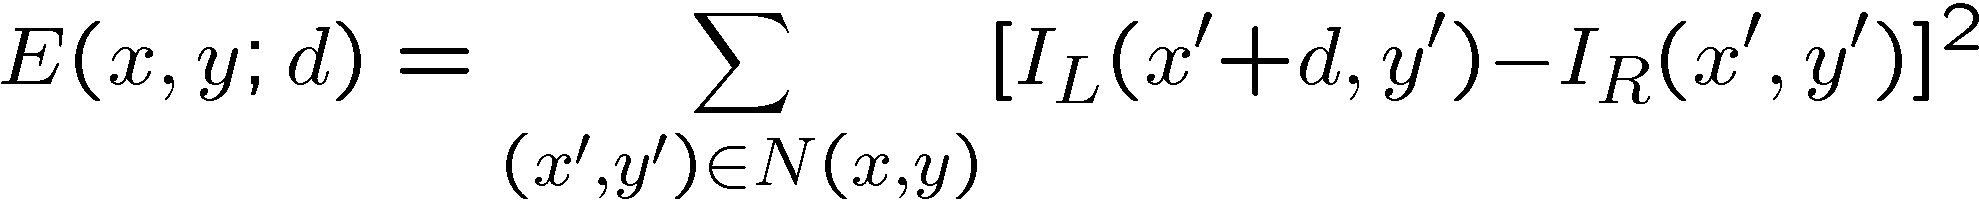 E(x, y; d) = ∑ [I_L(x′+d, y′)−I_R(x′, y′)]²
(x′,y′)∈N(x,y)